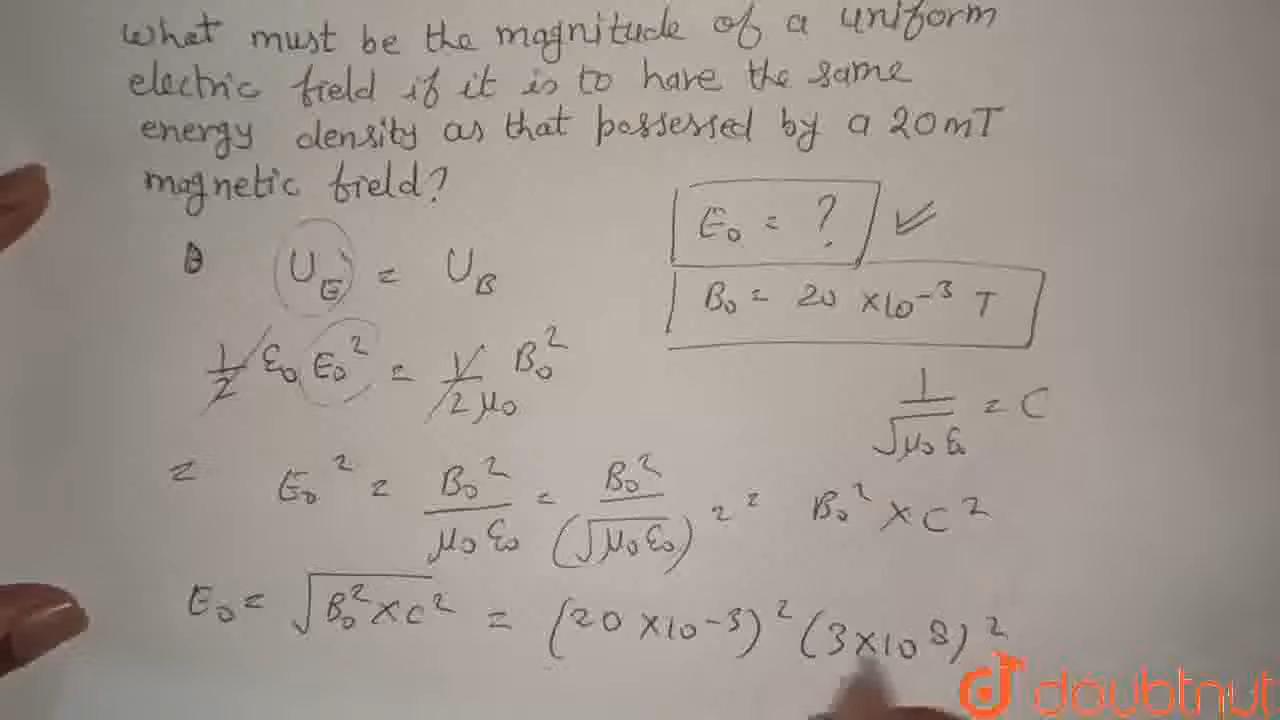 What must be the magnitude of a uniform
electric field if it is to have the same
energy density as that possessed by a 20mT
magnetic field?
E₀ = ?
U_E = U_B
B₀ = 20 ×10⁻³ T
1/2 ε₀ E₀² = 1/2μ₀ B₀²
1/√μ₀ε₀ = C
= E₀² = B₀²/μ₀ε₀ = B₀²/(√μ₀ε₀)² = B₀² × C²
E₀ = √B₀² × C² = (20 ×10⁻³)² (3×10⁸)²
doubtnut